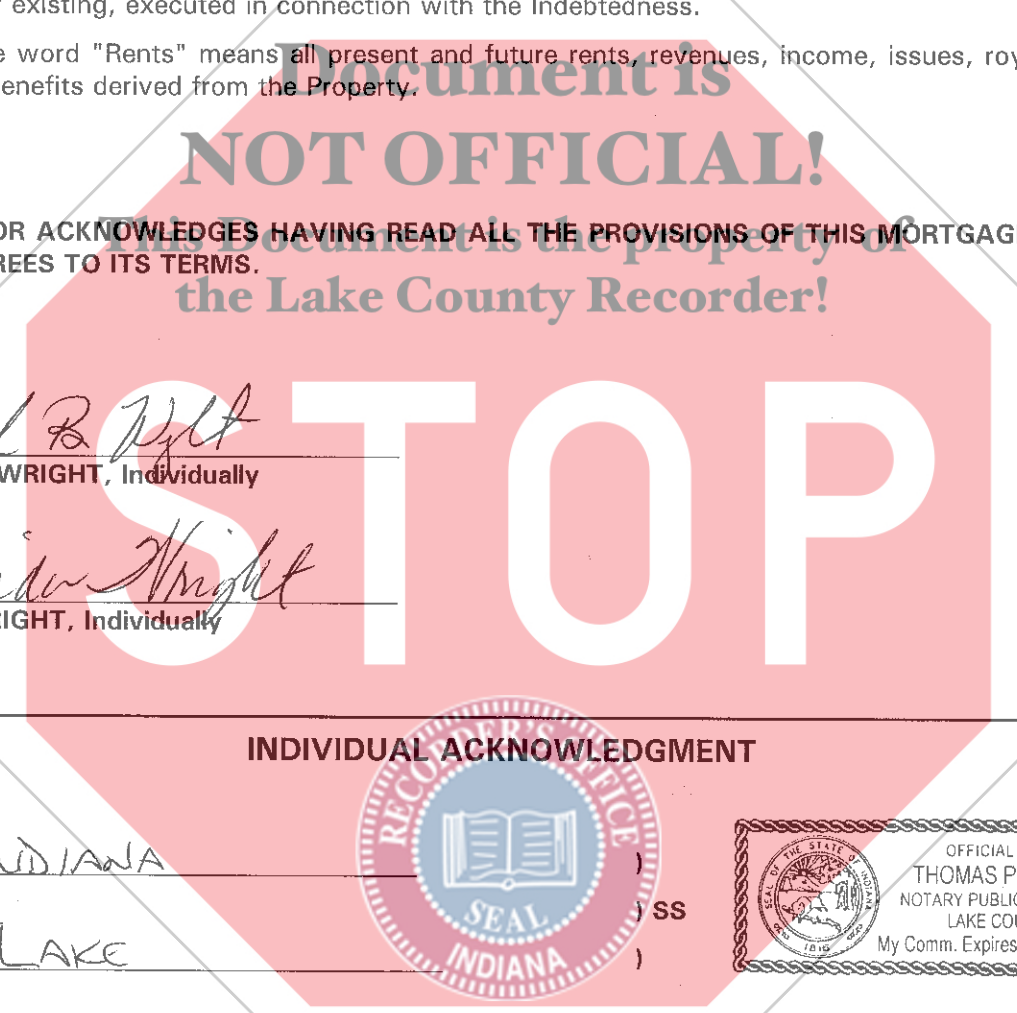 existing, executed in connection with the Indebtedness.
word "Rents" means all present and future rents, revenues, income, issues, roy
enefits derived from the Property.
Document is
NOT OFFICIAL!
OR ACKNOWLEDGES HAVING READ ALL THE PROVISIONS OF THIS MORTGAG
This Document is the property of
REES TO ITS TERMS.
the Lake County Recorder!
STOP
B Wright
WRIGHT, Individually
Wright
IGHT, Individually
INDIVIDUAL ACKNOWLEDGMENT
RECORDER'S OFFICE
SEAL
INDIANA
NDIANA )
) SS
LAKE )
SEAL OF THE STATE OF INDIANA
1816
OFFICIAL
THOMAS P
NOTARY PUBLIC
LAKE COU
My Comm. Expires